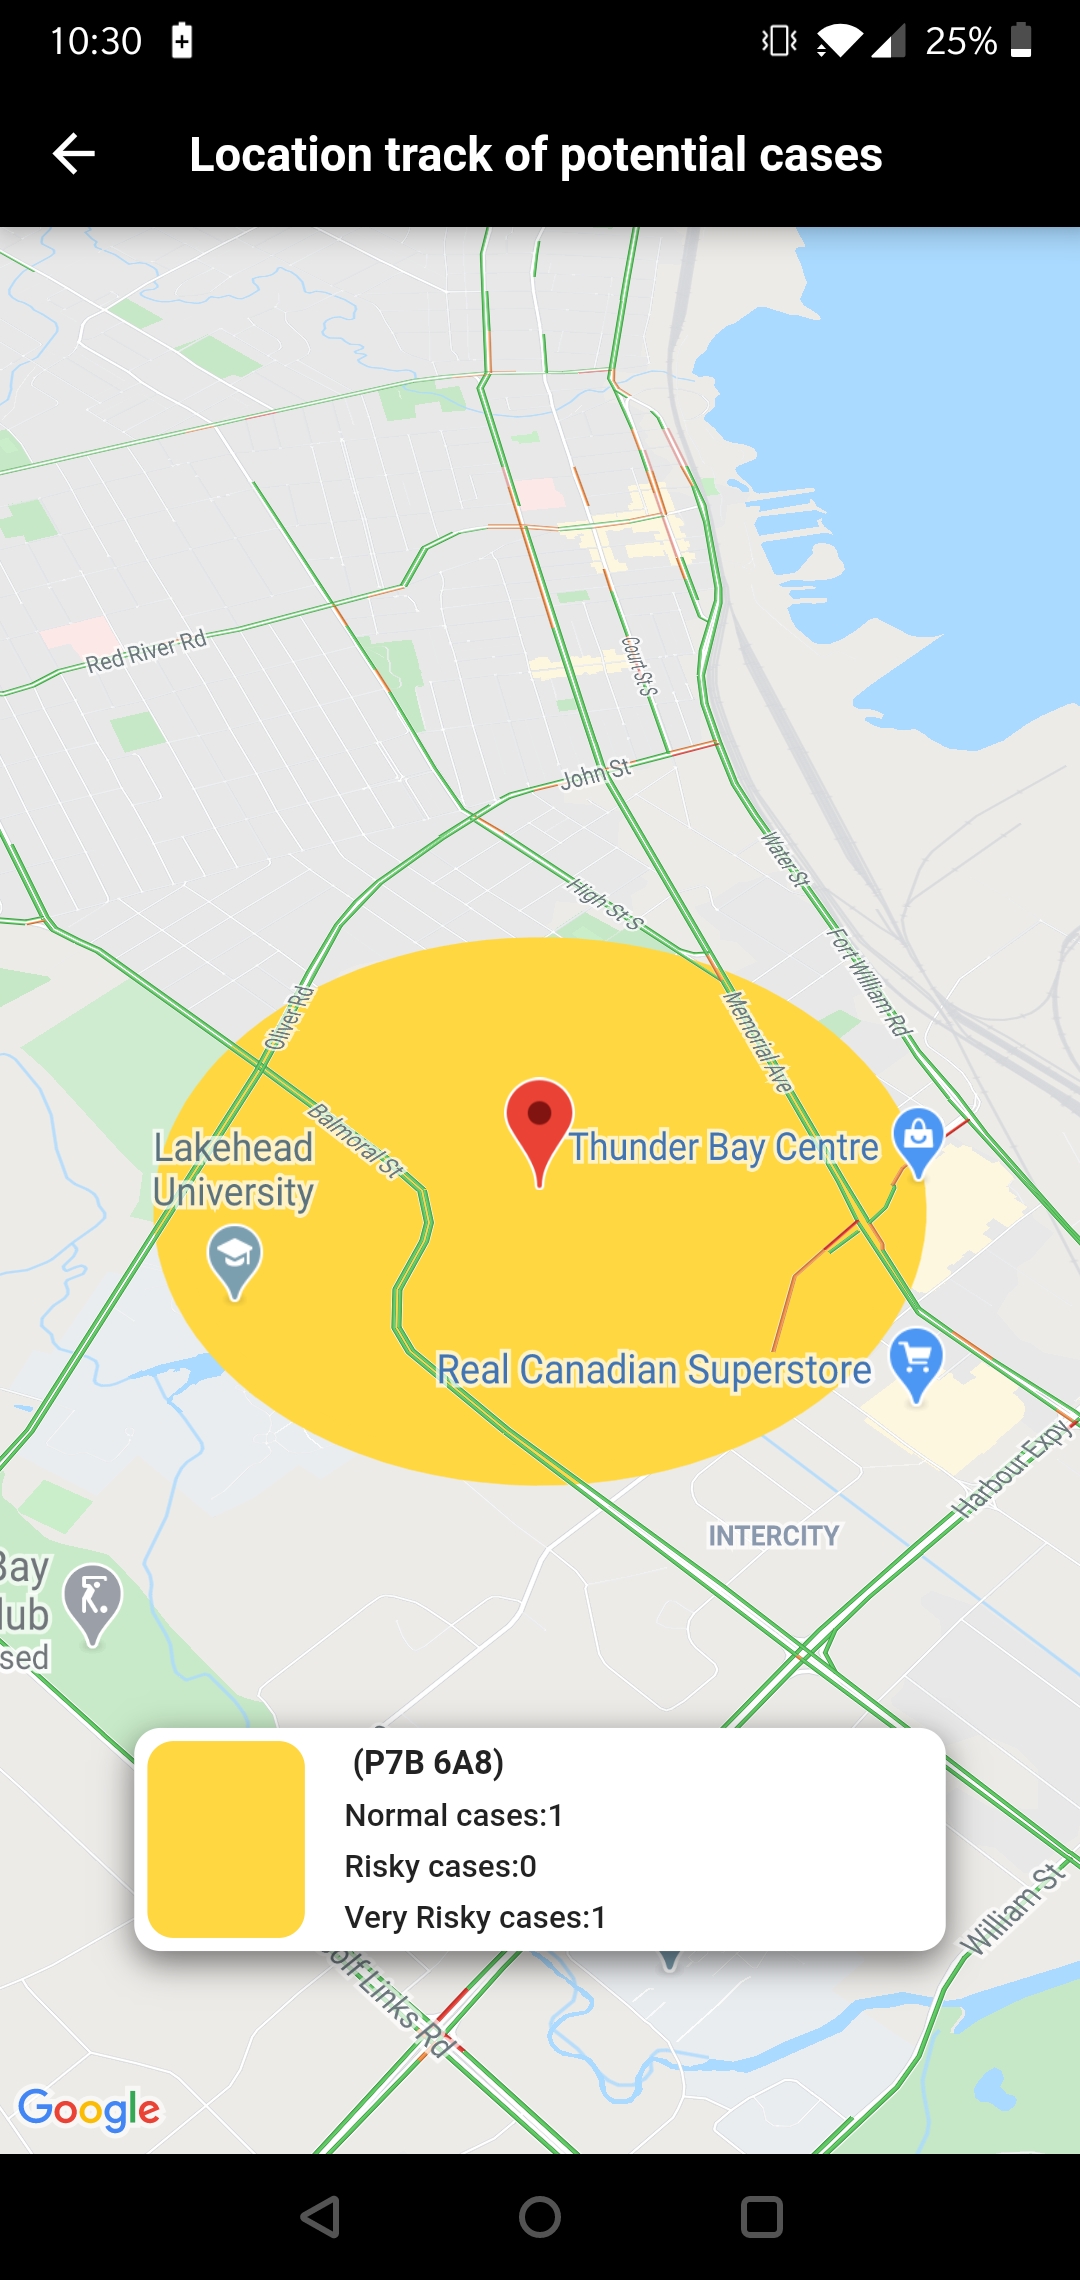 10:30
25%
Location track of potential cases
Red River Rd
Court St S
John St
High St S
Water St
Fort William Rd
Oliver Rd
Memorial Ave
Balmoral St
Lakehead
University
Thunder Bay Centre
Real Canadian Superstore
Harbour Expy
INTERCITY
Bay
lub
sed
(P7B 6A8)
Normal cases:1
Risky cases:0
Very Risky cases:1
William St
olf Links Rd
Google